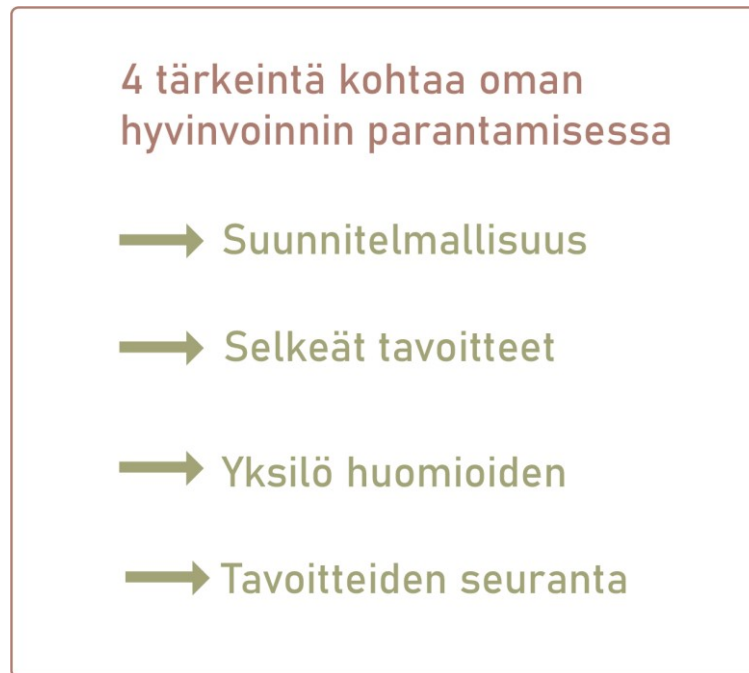 4 tärkeintä kohtaa oman
hyvinvoinnin parantamisessa
Suunnitelmallisuus
Selkeät tavoitteet
Yksilö huomioiden
Tavoitteiden seuranta